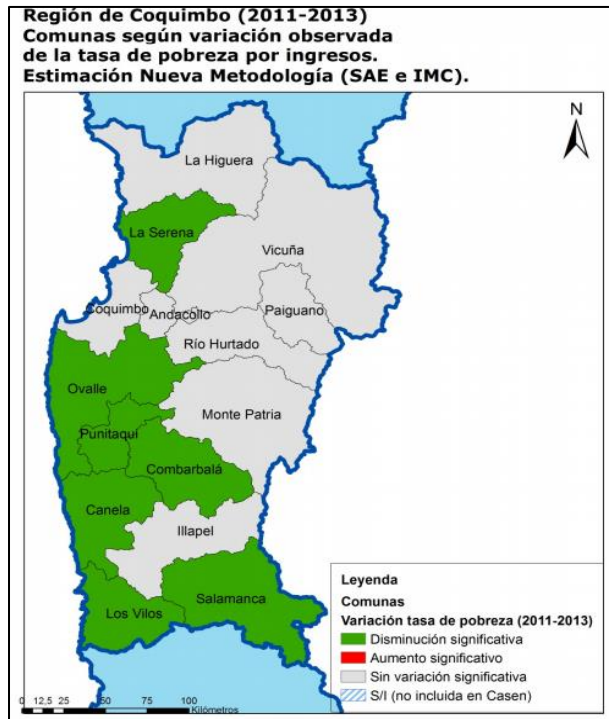 Región de Coquimbo (2011-2013)
Comunas según variación observada
de la tasa de pobreza por ingresos.
Estimación Nueva Metodología (SAE e IMC).
N
La Higuera
La Serena
Vicuña
Coquimbo
Andacollo
Paiguano
Río Hurtado
Ovalle
Monte Patria
Punitaqui
Combarbalá
Canela
Illapel
Salamanca
Los Vilos
Leyenda
Comunas
Variación tasa de pobreza (2011-2013)
Disminución significativa
Aumento significativo
Sin variación significativa
S/I (no incluida en Casen)
0 12,5 25 50 75 100
Kilómetros